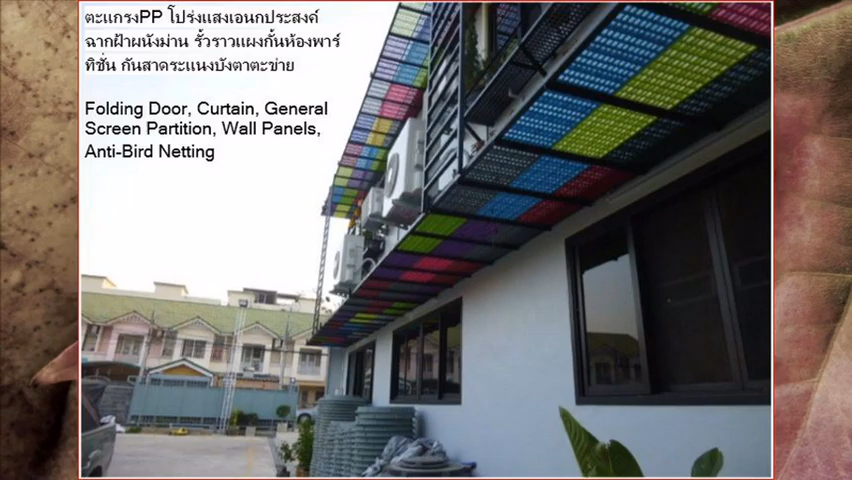 ตะแกรงPP โปร่งแสงเอนกประสงค์
ฉากฝ้าผนังม่าน รั้วราวแผงกั้นห้องพาร์
ทิชั่น กันสาดระแนงบังตาตะข่าย
Folding Door, Curtain, General
Screen Partition, Wall Panels,
Anti-Bird Netting